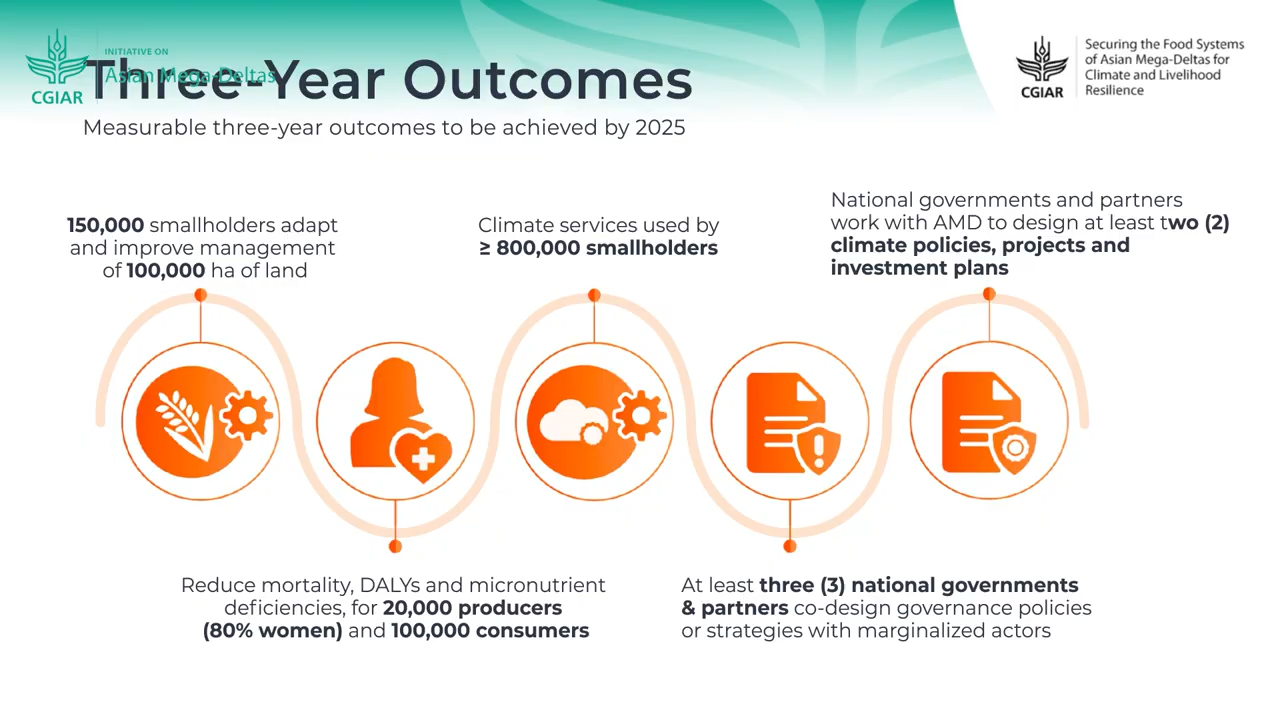 INITIATIVE ON
Asian Mega-Deltas
CGIAR
Three-Year Outcomes
Measurable three-year outcomes to be achieved by 2025
CGIAR
Securing the Food Systems
of Asian Mega-Deltas for
Climate and Livelihood
Resilience
150,000 smallholders adapt
and improve management
of 100,000 ha of land
Climate services used by
≥ 800,000 smallholders
National governments and partners
work with AMD to design at least two (2)
climate policies, projects and
investment plans
Reduce mortality, DALYs and micronutrient
deficiencies, for 20,000 producers
(80% women) and 100,000 consumers
At least three (3) national governments
& partners co-design governance policies
or strategies with marginalized actors